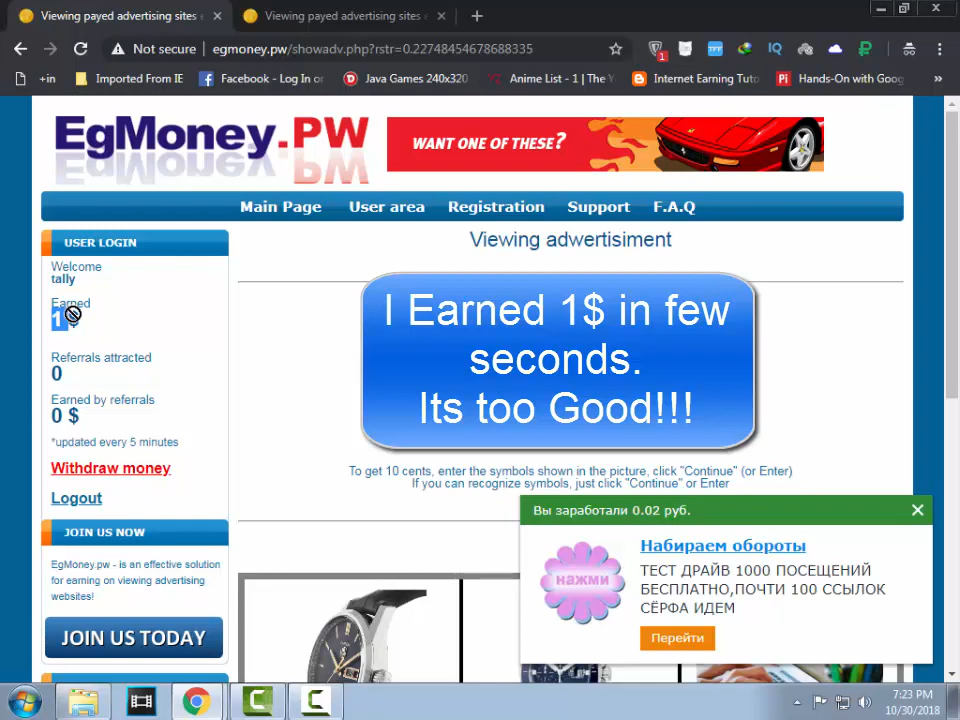 Viewing payed advertising sites e
Viewing payed advertising sites
Not secure
egmoney.pw/showadv.php?rstr=0.22748454678688335
1
TPT
IQ
+in
Imported From IE
Facebook - Log In or
Java Games 240x320
Anime List - 1 | The
Internet Earning Tuto
Pi
Hands-On with Goog
EgMoney.PW
WANT ONE OF THESE?
Main Page
User area
Registration
Support
F.A.Q
USER LOGIN
Welcome
tally
Earned
1 $
Referrals attracted
0
Earned by referrals
0 $
*updated every 5 minutes
Withdraw money
Logout
JOIN US NOW
EgMoney.pw - is an effective solution
for earning on viewing advertising
websites!
JOIN US TODAY
Viewing adwertisiment
I Earned 1$ in few
seconds.
Its too Good!!!
To get 10 cents, enter the symbols shown in the picture, click "Continue" (or Enter)
If you can recognize symbols, just click "Continue" or Enter
Вы заработали 0.02 руб.
нажми
Набираем обороты
ТЕСТ ДРАЙВ 1000 ПОСЕЩЕНИЙ
БЕСПЛАТНО,ПОЧТИ 100 ССЫЛОК
СЁРФА ИДЕМ
Перейти
7:23 PM
10/30/2018